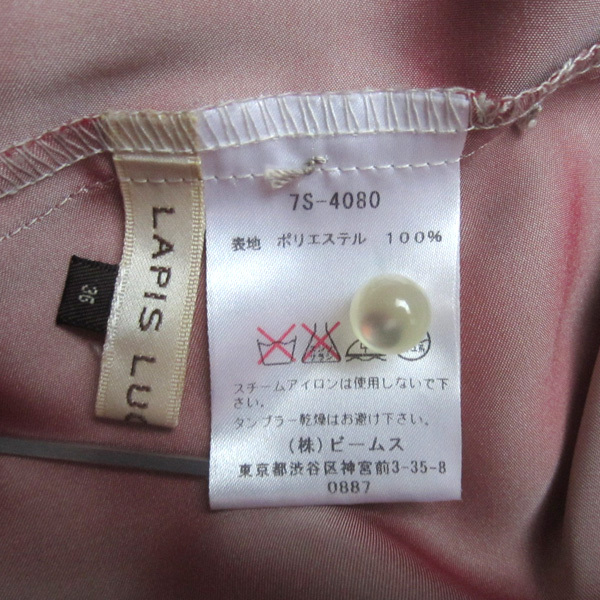 7S-4080
表地 ポリエステル 100%
スチームアイロンは使用しないで下
さい。
タンブラー乾燥はお避け下さい。
(株)ビームス
東京都渋谷区神宮前3-35-8
0887
LAPIS LUC
36